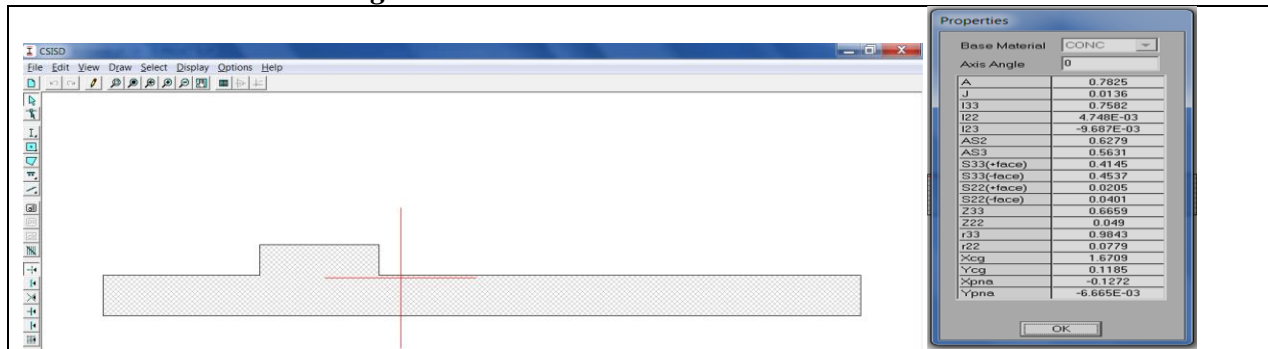 CSISD
File Edit View Draw Select Display Options Help
Properties
Base Material CONC
Axis Angle 0
A 0.7825
J 0.0136
I33 0.7582
I22 4.748E-03
I23 -9.687E-03
AS2 0.6279
AS3 0.5631
S33(+face) 0.4145
S33(-face) 0.4537
S22(+face) 0.0205
S22(-face) 0.0401
Z33 0.6659
Z22 0.049
r33 0.9843
r22 0.0779
Xcg 1.6709
Ycg 0.1185
Xpna -0.1272
Ypna -6.665E-03
OK